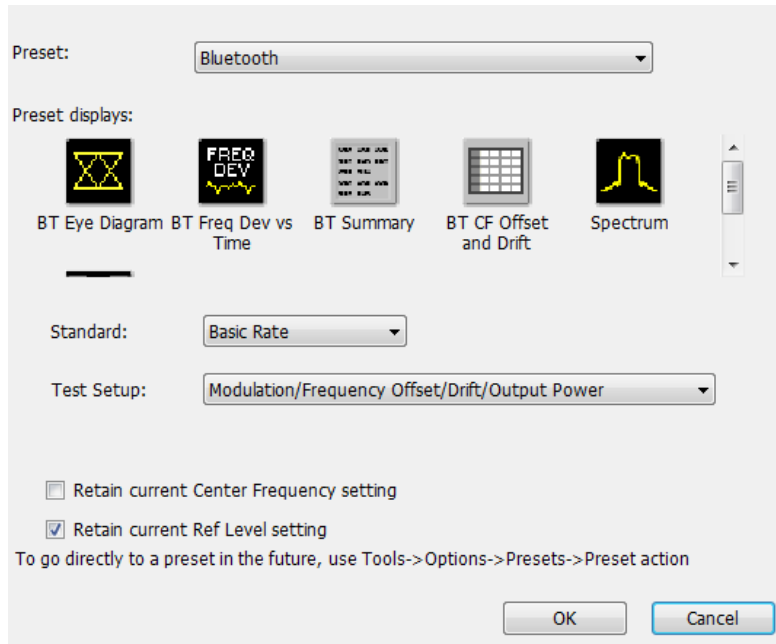 Preset:
Bluetooth
Preset displays:
FREQ
DEV
BT Eye Diagram
BT Freq Dev vs
Time
BT Summary
BT CF Offset
and Drift
Spectrum
Standard:
Basic Rate
Test Setup:
Modulation/Frequency Offset/Drift/Output Power
Retain current Center Frequency setting
Retain current Ref Level setting
To go directly to a preset in the future, use Tools->Options->Presets->Preset action
OK
Cancel